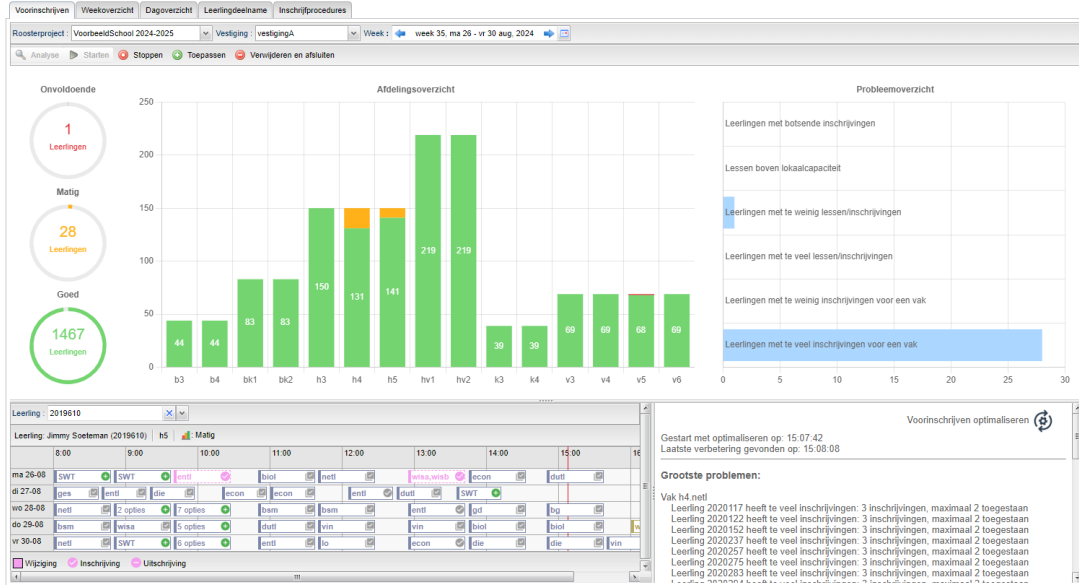 Voorinschrijven Weekoverzicht Dagoverzicht Leerlingdeelname Inschrijfprocedures
Roosterproject : VoorbeeldSchool 2024-2025 Vestiging : vestigingA Week : week 35, ma 26 - vr 30 aug, 2024
Analyse Starten Stoppen Toepassen Verwijderen en afsluiten
Onvoldoende
1
Leerlingen
Matig
28
Leerlingen
Goed
1467
Leerlingen
Afdelingsoverzicht
250
200
150
100
50
0
44 44 83 83 150 131 141 219 219 39 39 69 69 68 69
b3 b4 bk1 bk2 h3 h4 h5 hv1 hv2 k3 k4 v3 v4 v5 v6
Probleemoverzicht
Leerlingen met botsende inschrijvingen
Lessen boven lokaalcapaciteit
Leerlingen met te weinig lessen/inschrijvingen
Leerlingen met te veel lessen/inschrijvingen
Leerlingen met te weinig inschrijvingen voor een vak
Leerlingen met te veel inschrijvingen voor een vak
0 5 10 15 20 25 30
Leerling : 2019610
Leerling: Jimmy Soeteman (2019610) h5 : Matig
8:00 9:00 10:00 11:00 12:00 13:00 14:00 15:00 16
ma 26-08 SWT SWT entl biol netl wisa,wisb econ dutl
di 27-08 ges entl die econ econ entl dutl SWT
wo 28-08 netl 2 opties 7 opties bsm bsm entl gd bg
do 29-08 bsm wisa 5 opties dutl vin vin biol biol w
vr 30-08 netl SWT 6 opties entl lo econ die die vin
Wijziging Inschrijving Uitschrijving
Voorinschrijven optimaliseren
Gestart met optimaliseren op: 15:07:42
Laatste verbetering gevonden op: 15:08:08
Grootste problemen:
Vak h4.netl
Leerling 2020117 heeft te veel inschrijvingen: 3 inschrijvingen, maximaal 2 toegestaan
Leerling 2020122 heeft te veel inschrijvingen: 3 inschrijvingen, maximaal 2 toegestaan
Leerling 2020152 heeft te veel inschrijvingen: 3 inschrijvingen, maximaal 2 toegestaan
Leerling 2020237 heeft te veel inschrijvingen: 3 inschrijvingen, maximaal 2 toegestaan
Leerling 2020257 heeft te veel inschrijvingen: 3 inschrijvingen, maximaal 2 toegestaan
Leerling 2020275 heeft te veel inschrijvingen: 3 inschrijvingen, maximaal 2 toegestaan
Leerling 2020283 heeft te veel inschrijvingen: 3 inschrijvingen, maximaal 2 toegestaan
Leerling 2020294 heeft te veel inschrijvingen: 3 inschrijvingen, maximaal 2 toegestaan